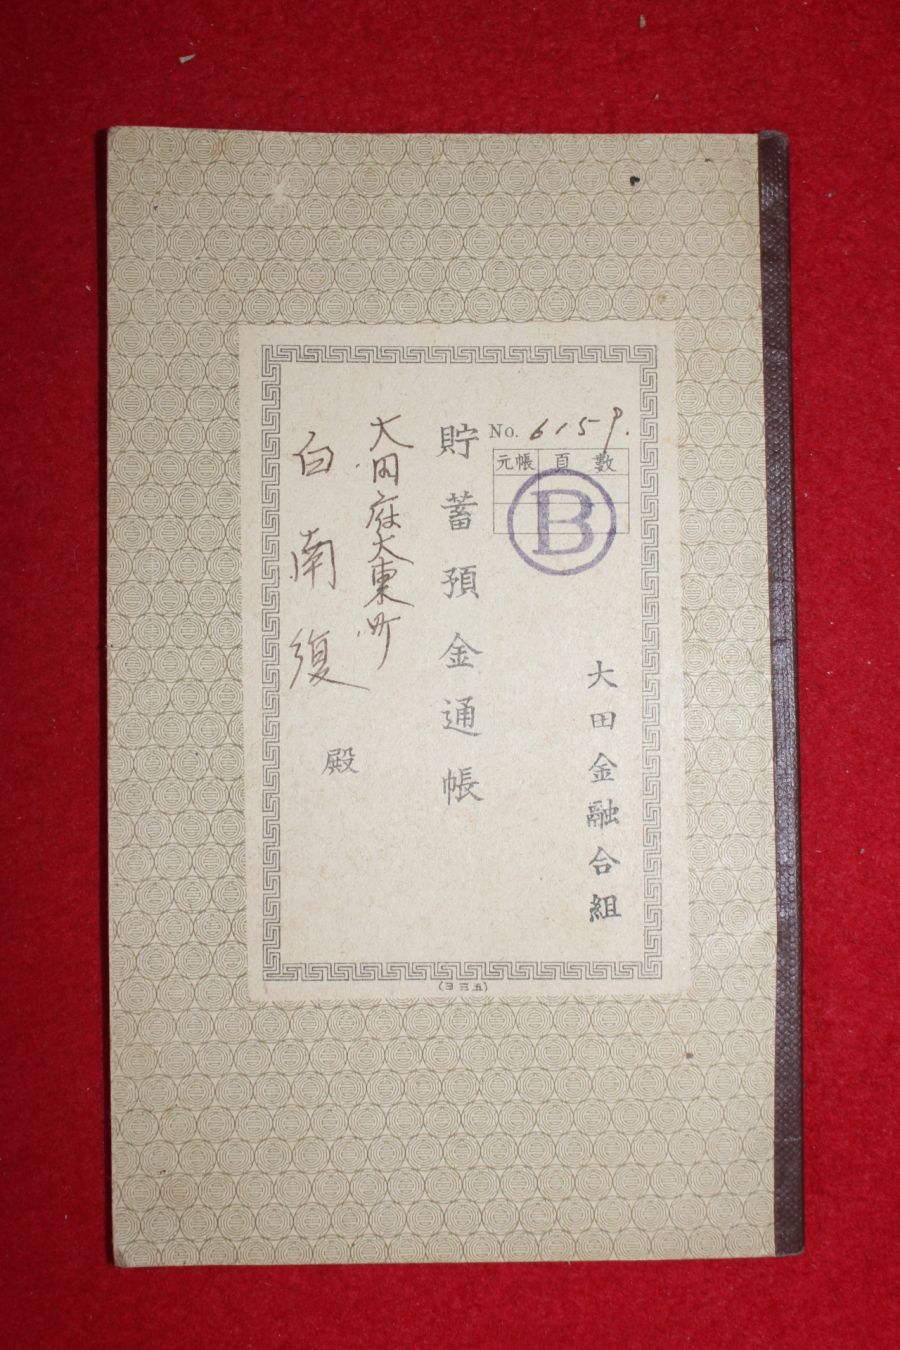 No. 6159.
元帳 頁數
B
大田金融合組
貯蓄預金通帳
大田府大東町
白南復
殿